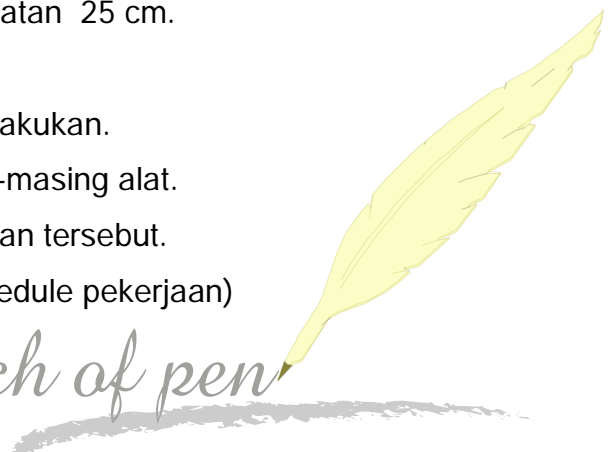 atan 25 cm.
akukan.
-masing alat.
an tersebut.
edule pekerjaan)
ch of pen